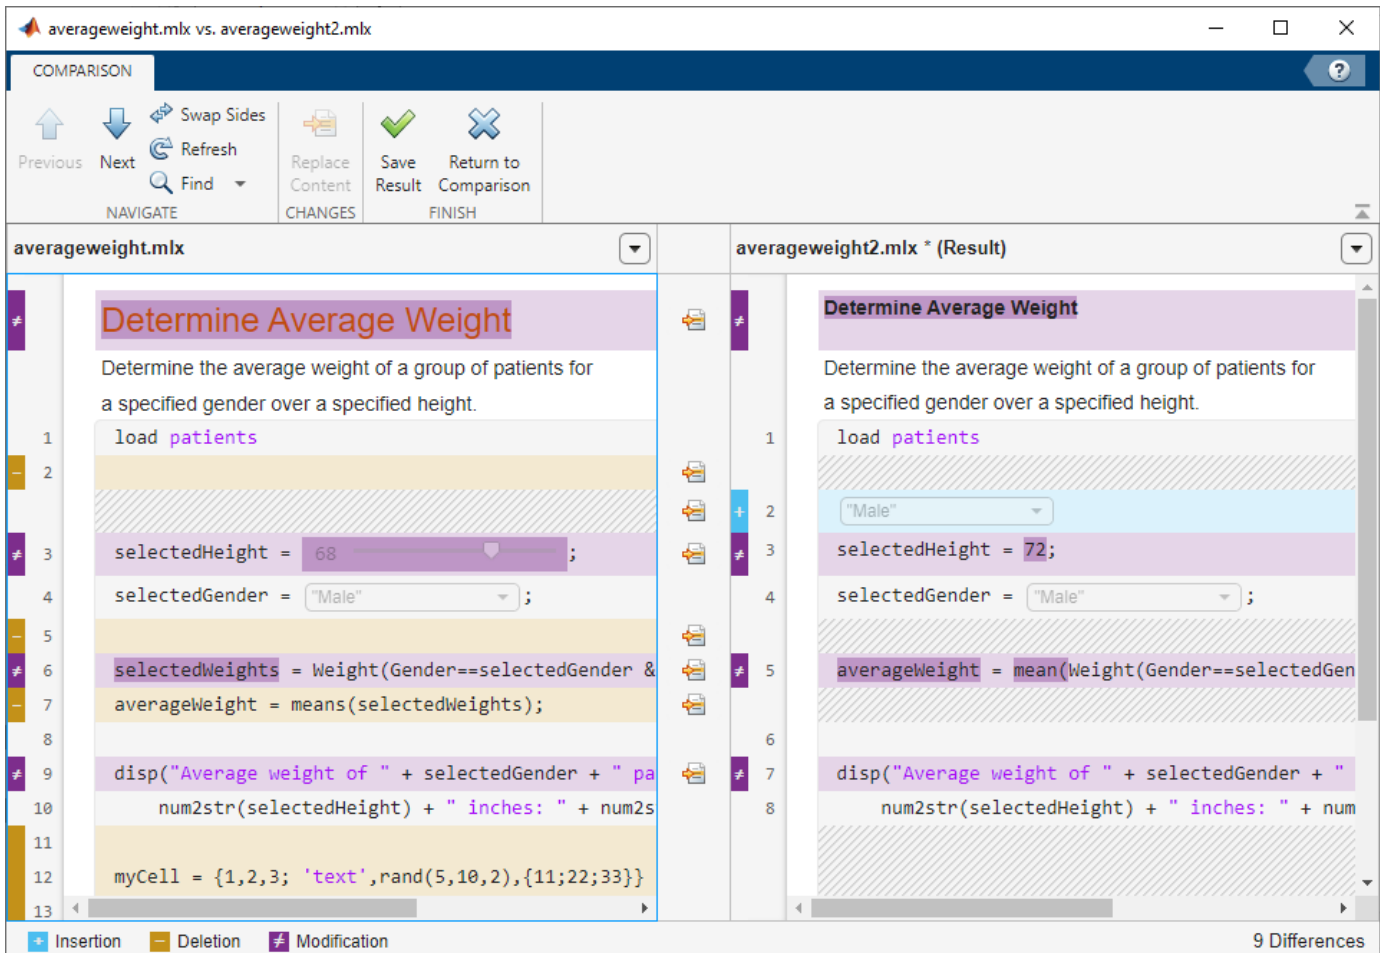 averageweight.mlx vs. averageweight2.mlx
COMPARISON
?
Previous
Next
Swap Sides
Refresh
Find
Replace Content
Save Result
Return to Comparison
NAVIGATE
CHANGES
FINISH
averageweight.mlx
Determine Average Weight
Determine the average weight of a group of patients for
a specified gender over a specified height.
1 load patients
2
3 selectedHeight = 68 ;
4 selectedGender = "Male" ;
5
6 selectedWeights = Weight(Gender==selectedGender &
7 averageWeight = means(selectedWeights);
8
9 disp("Average weight of " + selectedGender + " pa
10 num2str(selectedHeight) + " inches: " + num2s
11
12 myCell = {1,2,3; 'text',rand(5,10,2),{11;22;33}}
13
averageweight2.mlx * (Result)
Determine Average Weight
Determine the average weight of a group of patients for
a specified gender over a specified height.
1 load patients
2 "Male"
3 selectedHeight = 72;
4 selectedGender = "Male" ;
5 averageWeight = mean(Weight(Gender==selectedGen
6
7 disp("Average weight of " + selectedGender + "
8 num2str(selectedHeight) + " inches: " + num
+ Insertion
− Deletion
≠ Modification
9 Differences